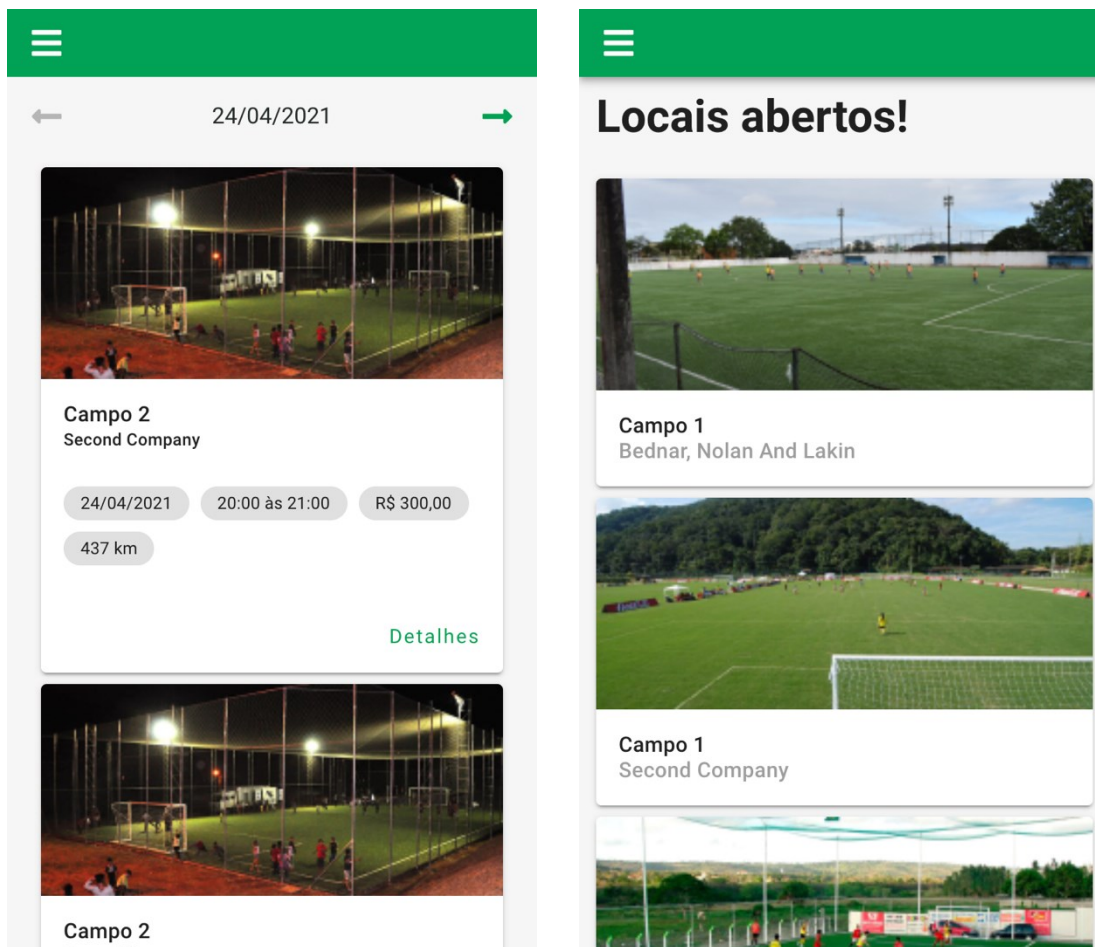 24/04/2021
Campo 2
Second Company
24/04/2021
20:00 às 21:00
R$ 300,00
437 km
Detalhes
Campo 2
Locais abertos!
Campo 1
Bednar, Nolan And Lakin
Campo 1
Second Company